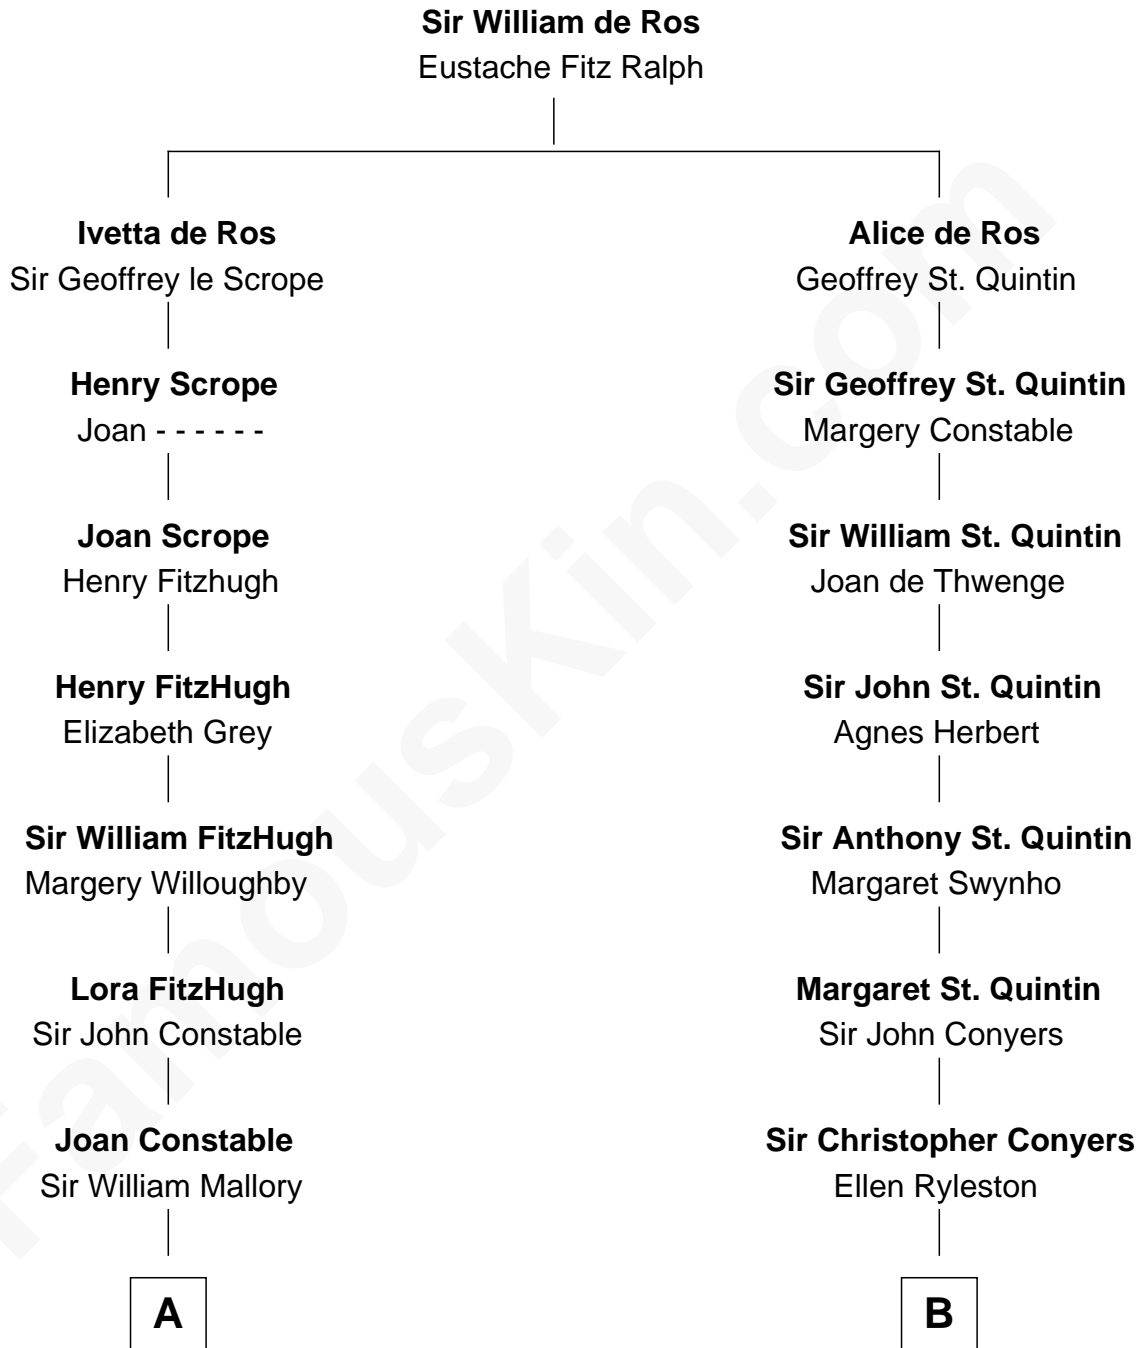 Sir William de Ros
Eustache Fitz Ralph
Ivetta de Ros
Sir Geoffrey le Scrope
Alice de Ros
Geoffrey St. Quintin
Henry Scrope
Joan - - - - - -
Sir Geoffrey St. Quintin
Margery Constable
Joan Scrope
Henry Fitzhugh
Sir William St. Quintin
Joan de Thwenge
Henry FitzHugh
Elizabeth Grey
Sir John St. Quintin
Agnes Herbert
Sir William FitzHugh
Margery Willoughby
Sir Anthony St. Quintin
Margaret Swynho
Lora FitzHugh
Sir John Constable
Margaret St. Quintin
Sir John Conyers
Joan Constable
Sir William Mallory
Sir Christopher Conyers
Ellen Ryleston
A
B
FamousKin.com